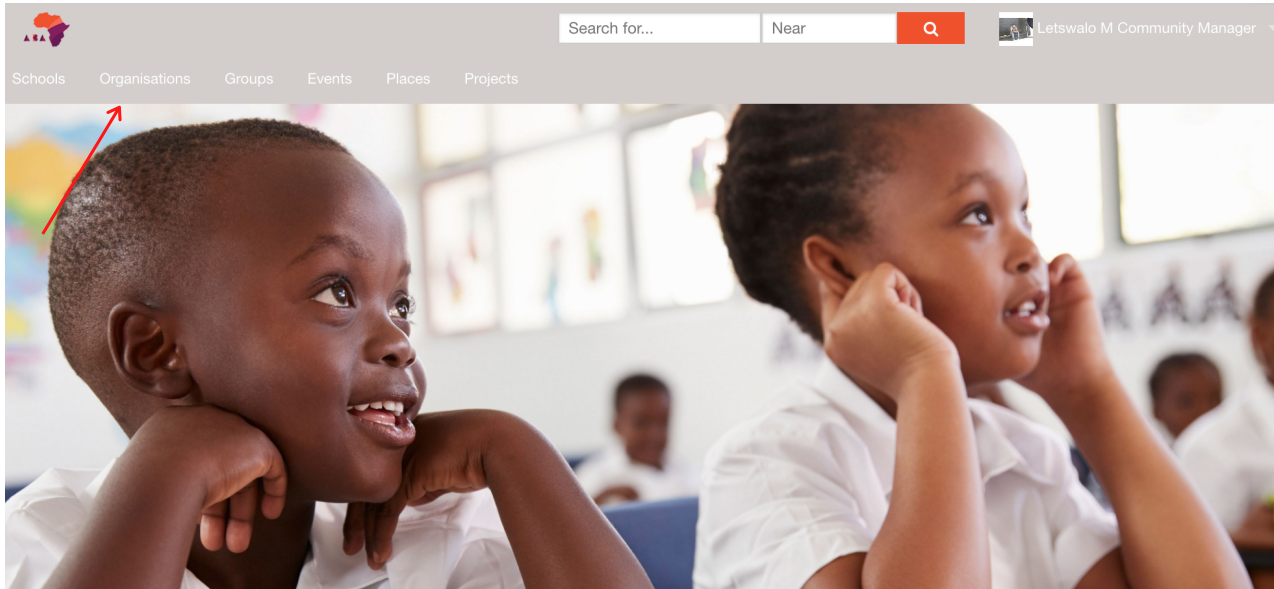 ASA
Search for... Near Letswalo M Community Manager
Schools Organisations Groups Events Places Projects
A A A